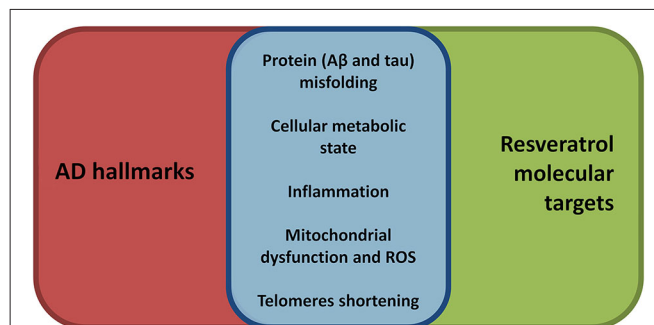 AD hallmarks
Protein (Aβ and tau)
misfolding
Cellular metabolic
state
Inflammation
Mitochondrial
dysfunction and ROS
Telomeres shortening
Resveratrol
molecular
targets